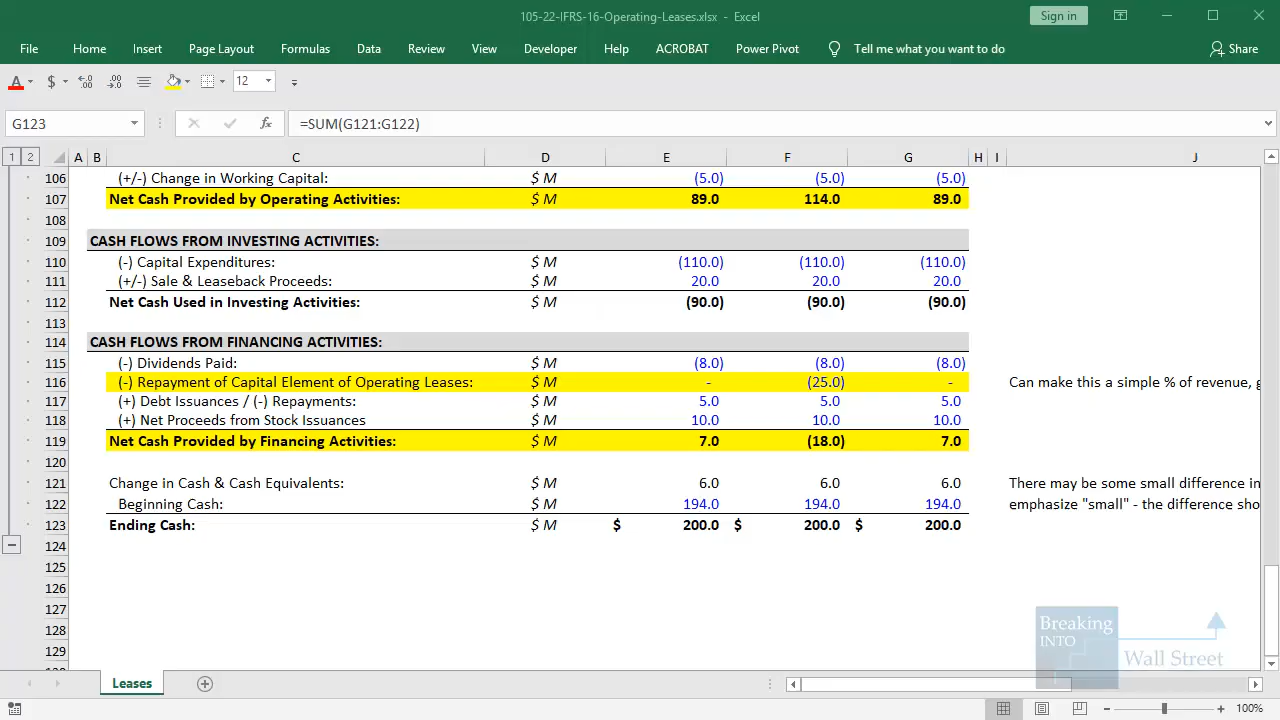 105-22-IFRS-16-Operating-Leases.xlsx - Excel
Sign in
File Home Insert Page Layout Formulas Data Review View Developer Help ACROBAT Power Pivot Tell me what you want to do Share
A $ .00 12
G123 fx =SUM(G121:G122)
1 2 A B C D E F G H I J
106 (+/-) Change in Working Capital: $ M (5.0) (5.0) (5.0)
107 Net Cash Provided by Operating Activities: $ M 89.0 114.0 89.0
108
109 CASH FLOWS FROM INVESTING ACTIVITIES:
110 (-) Capital Expenditures: $ M (110.0) (110.0) (110.0)
111 (+/-) Sale & Leaseback Proceeds: $ M 20.0 20.0 20.0
112 Net Cash Used in Investing Activities: $ M (90.0) (90.0) (90.0)
113
114 CASH FLOWS FROM FINANCING ACTIVITIES:
115 (-) Dividends Paid: $ M (8.0) (8.0) (8.0)
116 (-) Repayment of Capital Element of Operating Leases: $ M - (25.0) - Can make this a simple % of revenue, g
117 (+) Debt Issuances / (-) Repayments: $ M 5.0 5.0 5.0
118 (+) Net Proceeds from Stock Issuances $ M 10.0 10.0 10.0
119 Net Cash Provided by Financing Activities: $ M 7.0 (18.0) 7.0
120
121 Change in Cash & Cash Equivalents: $ M 6.0 6.0 6.0 There may be some small difference in
122 Beginning Cash: $ M 194.0 194.0 194.0 emphasize "small" - the difference sho
123 Ending Cash: $ M $ 200.0 $ 200.0 $ 200.0
124
125
126
127
128
129
Breaking
INTO
Wall Street
Leases
100%